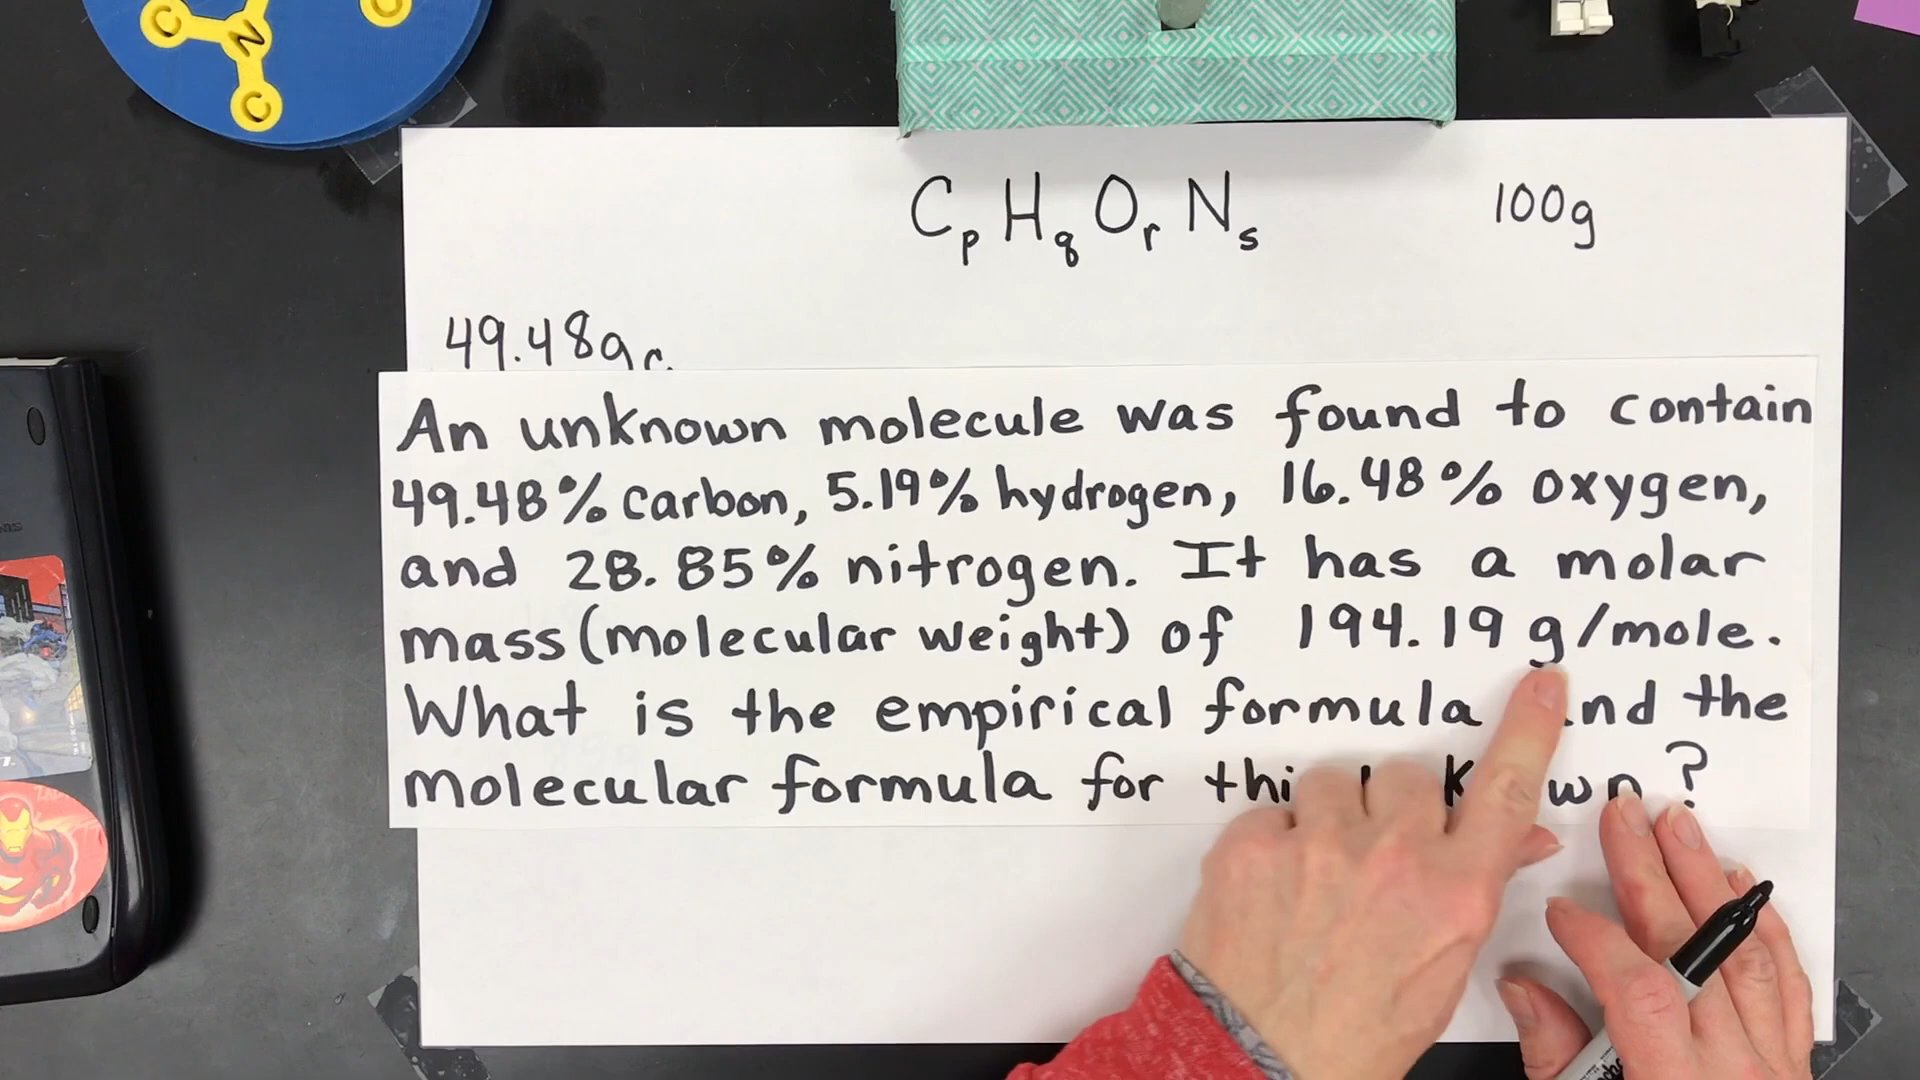 C
N
C
C
CpHqOrNs
100g
49.48g
An unknown molecule was found to contain
49.48% carbon, 5.19% hydrogen, 16.48% oxygen,
and 28.85% nitrogen. It has a molar
mass (molecular weight) of 194.19 g/mole.
What is the empirical formula and the
molecular formula for ?